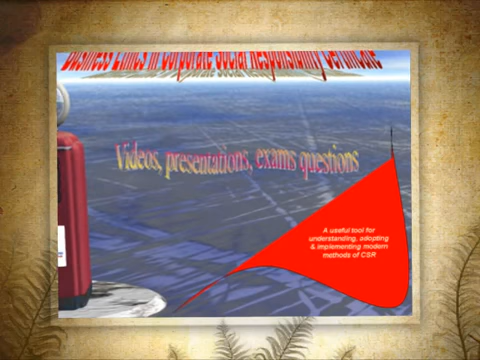 Business Ethics in Corporate Social Responsibility Certificate
Videos, presentations, exams questions
A useful tool for
understanding, adopting
& implementing modern
methods of CSR